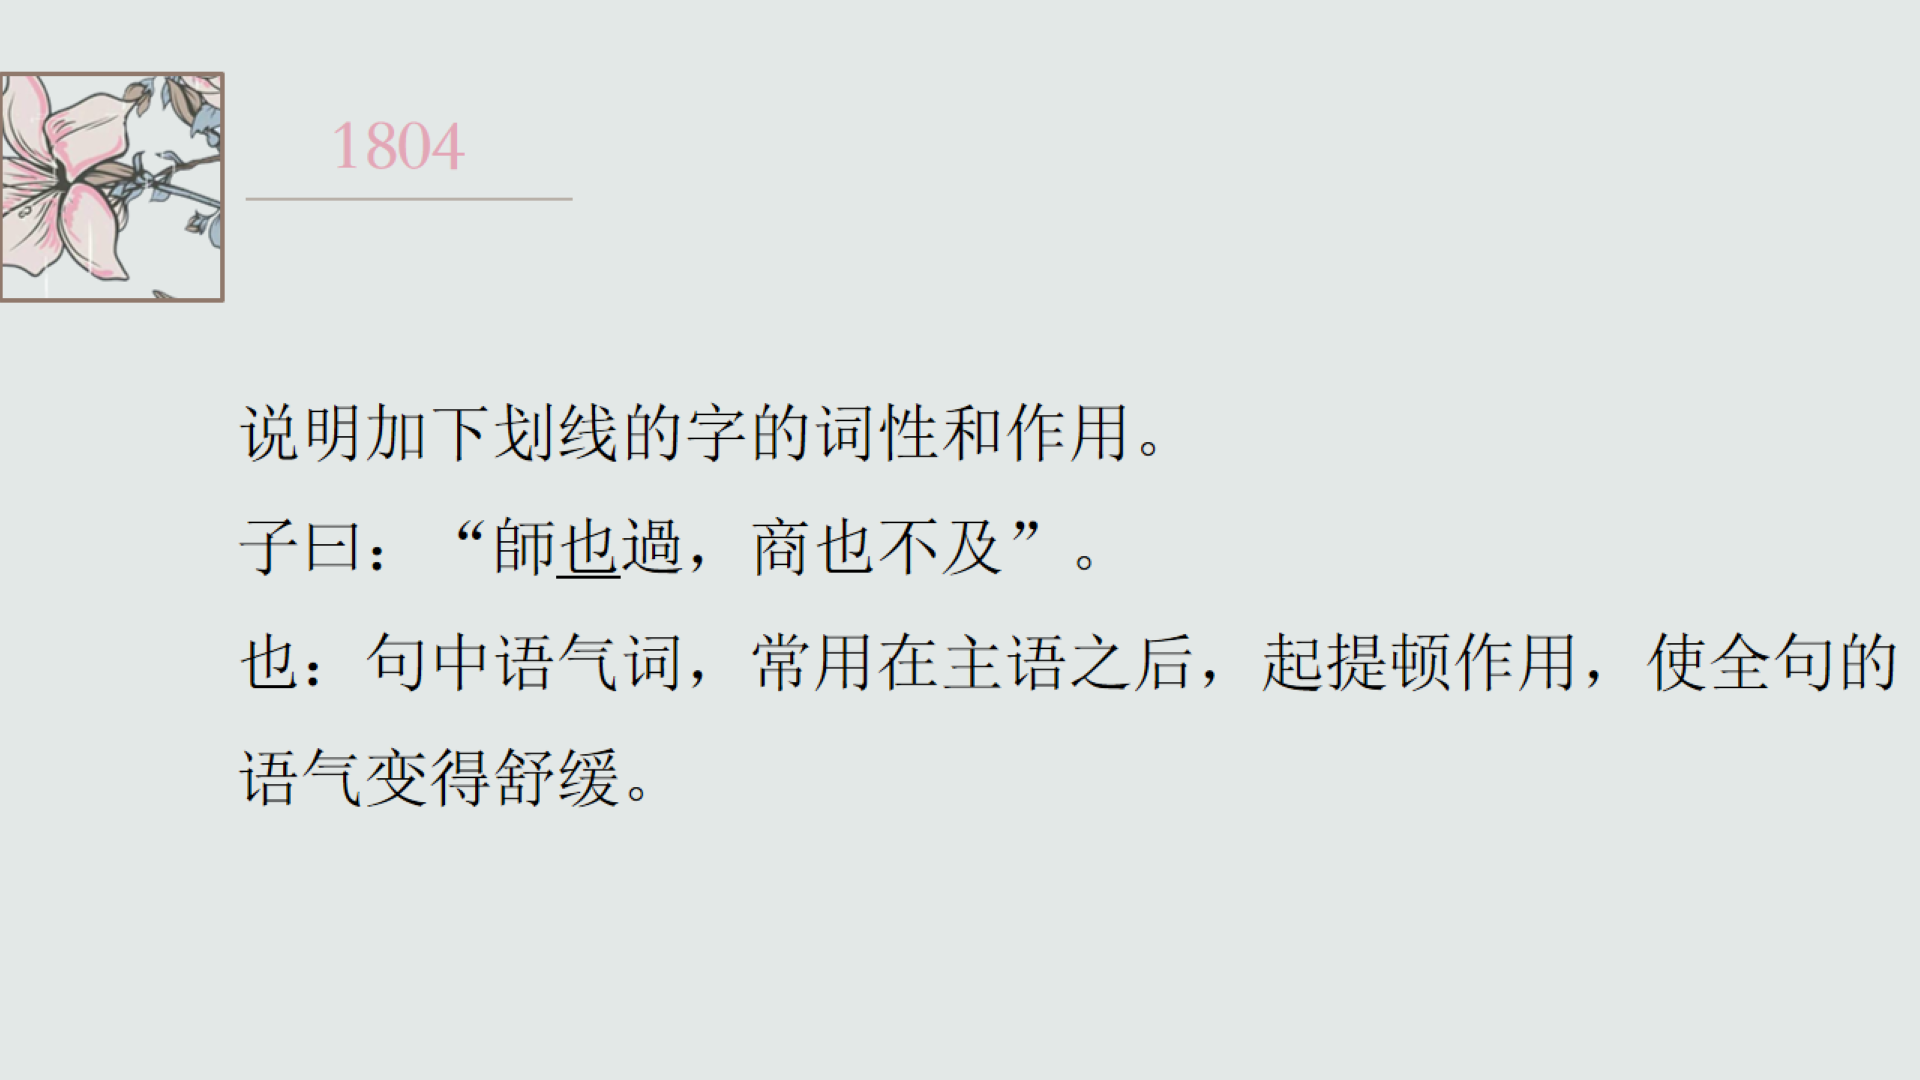 1804
说明加下划线的字的词性和作用。
子曰：“師也過，商也不及”。
也：句中语气词，常用在主语之后，起提顿作用，使全句的
语气变得舒缓。